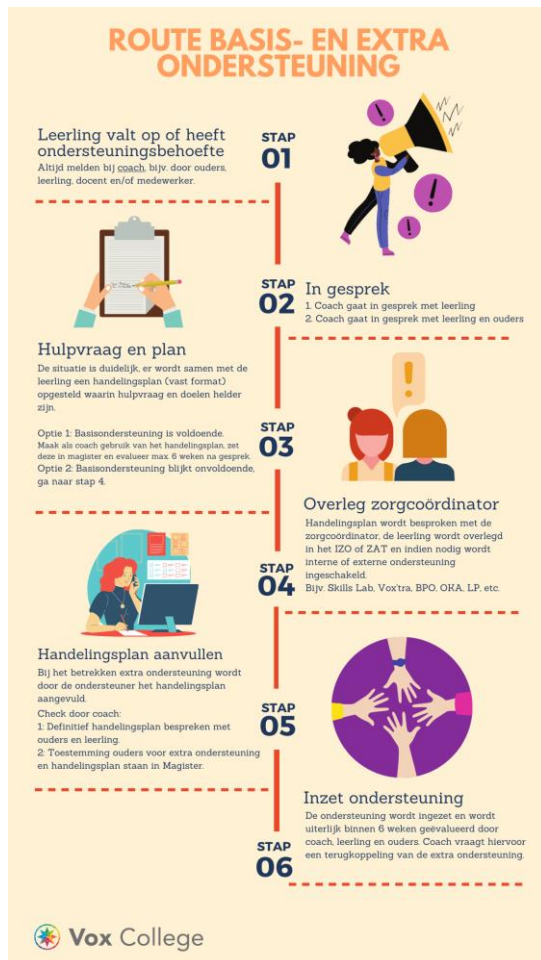 ROUTE BASIS- EN EXTRA
ONDERSTEUNING
STAP
01
Leerling valt op of heeft
ondersteuningsbehoefte
Altijd melden bij coach, bijv. door ouders,
leerling, docent en/of medewerker.
STAP
02
In gesprek
1. Coach gaat in gesprek met leerling
2. Coach gaat in gesprek met leerling en ouders
Hulpvraag en plan
De situatie is duidelijk, er wordt samen met de
leerling een handelingsplan (vast format)
opgesteld waarin hulpvraag en doelen helder
zijn.
Optie 1: Basisondersteuning is voldoende.
Maak als coach gebruik van het handelingsplan, zet
deze in magister en evalueer max. 6 weken na gesprek.
Optie 2: Basisondersteuning blijkt onvoldoende,
ga naar stap 4.
STAP
03
Overleg zorgcoördinator
Handelingsplan wordt besproken met de
zorgcoördinator, de leerling wordt overlegd
in het IZO of ZAT en indien nodig wordt
interne of externe ondersteuning
ingeschakeld.
Bijv. Skills Lab, Vox'tra, BPO, OKA, LP, etc.
STAP
04
Handelingsplan aanvullen
Bij het betrekken extra ondersteuning wordt
door de ondersteuner het handelingsplan
aangevuld.
Check door coach:
1: Definitief handelingsplan bespreken met
ouders en leerling.
2: Toestemming ouders voor extra ondersteuning
en handelingsplan staan in Magister.
STAP
05
Inzet ondersteuning
De ondersteuning wordt ingezet en wordt
uiterlijk binnen 6 weken geëvalueerd door
coach, leerling en ouders. Coach vraagt hiervoor
een terugkoppeling van de extra ondersteuning.
STAP
06
Vox College